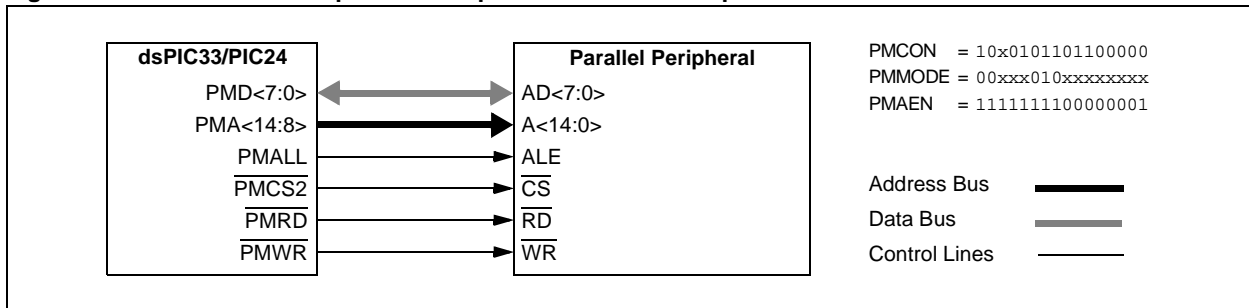 dsPIC33/PIC24
PMD<7:0>
PMA<14:8>
PMALL
PMCS2
PMRD
PMWR
Parallel Peripheral
AD<7:0>
A<14:0>
ALE
CS
RD
WR
PMCON = 10x0101101100000
PMMODE = 00xxx010xxxxxxxx
PMAEN = 1111111100000001
Address Bus
Data Bus
Control Lines